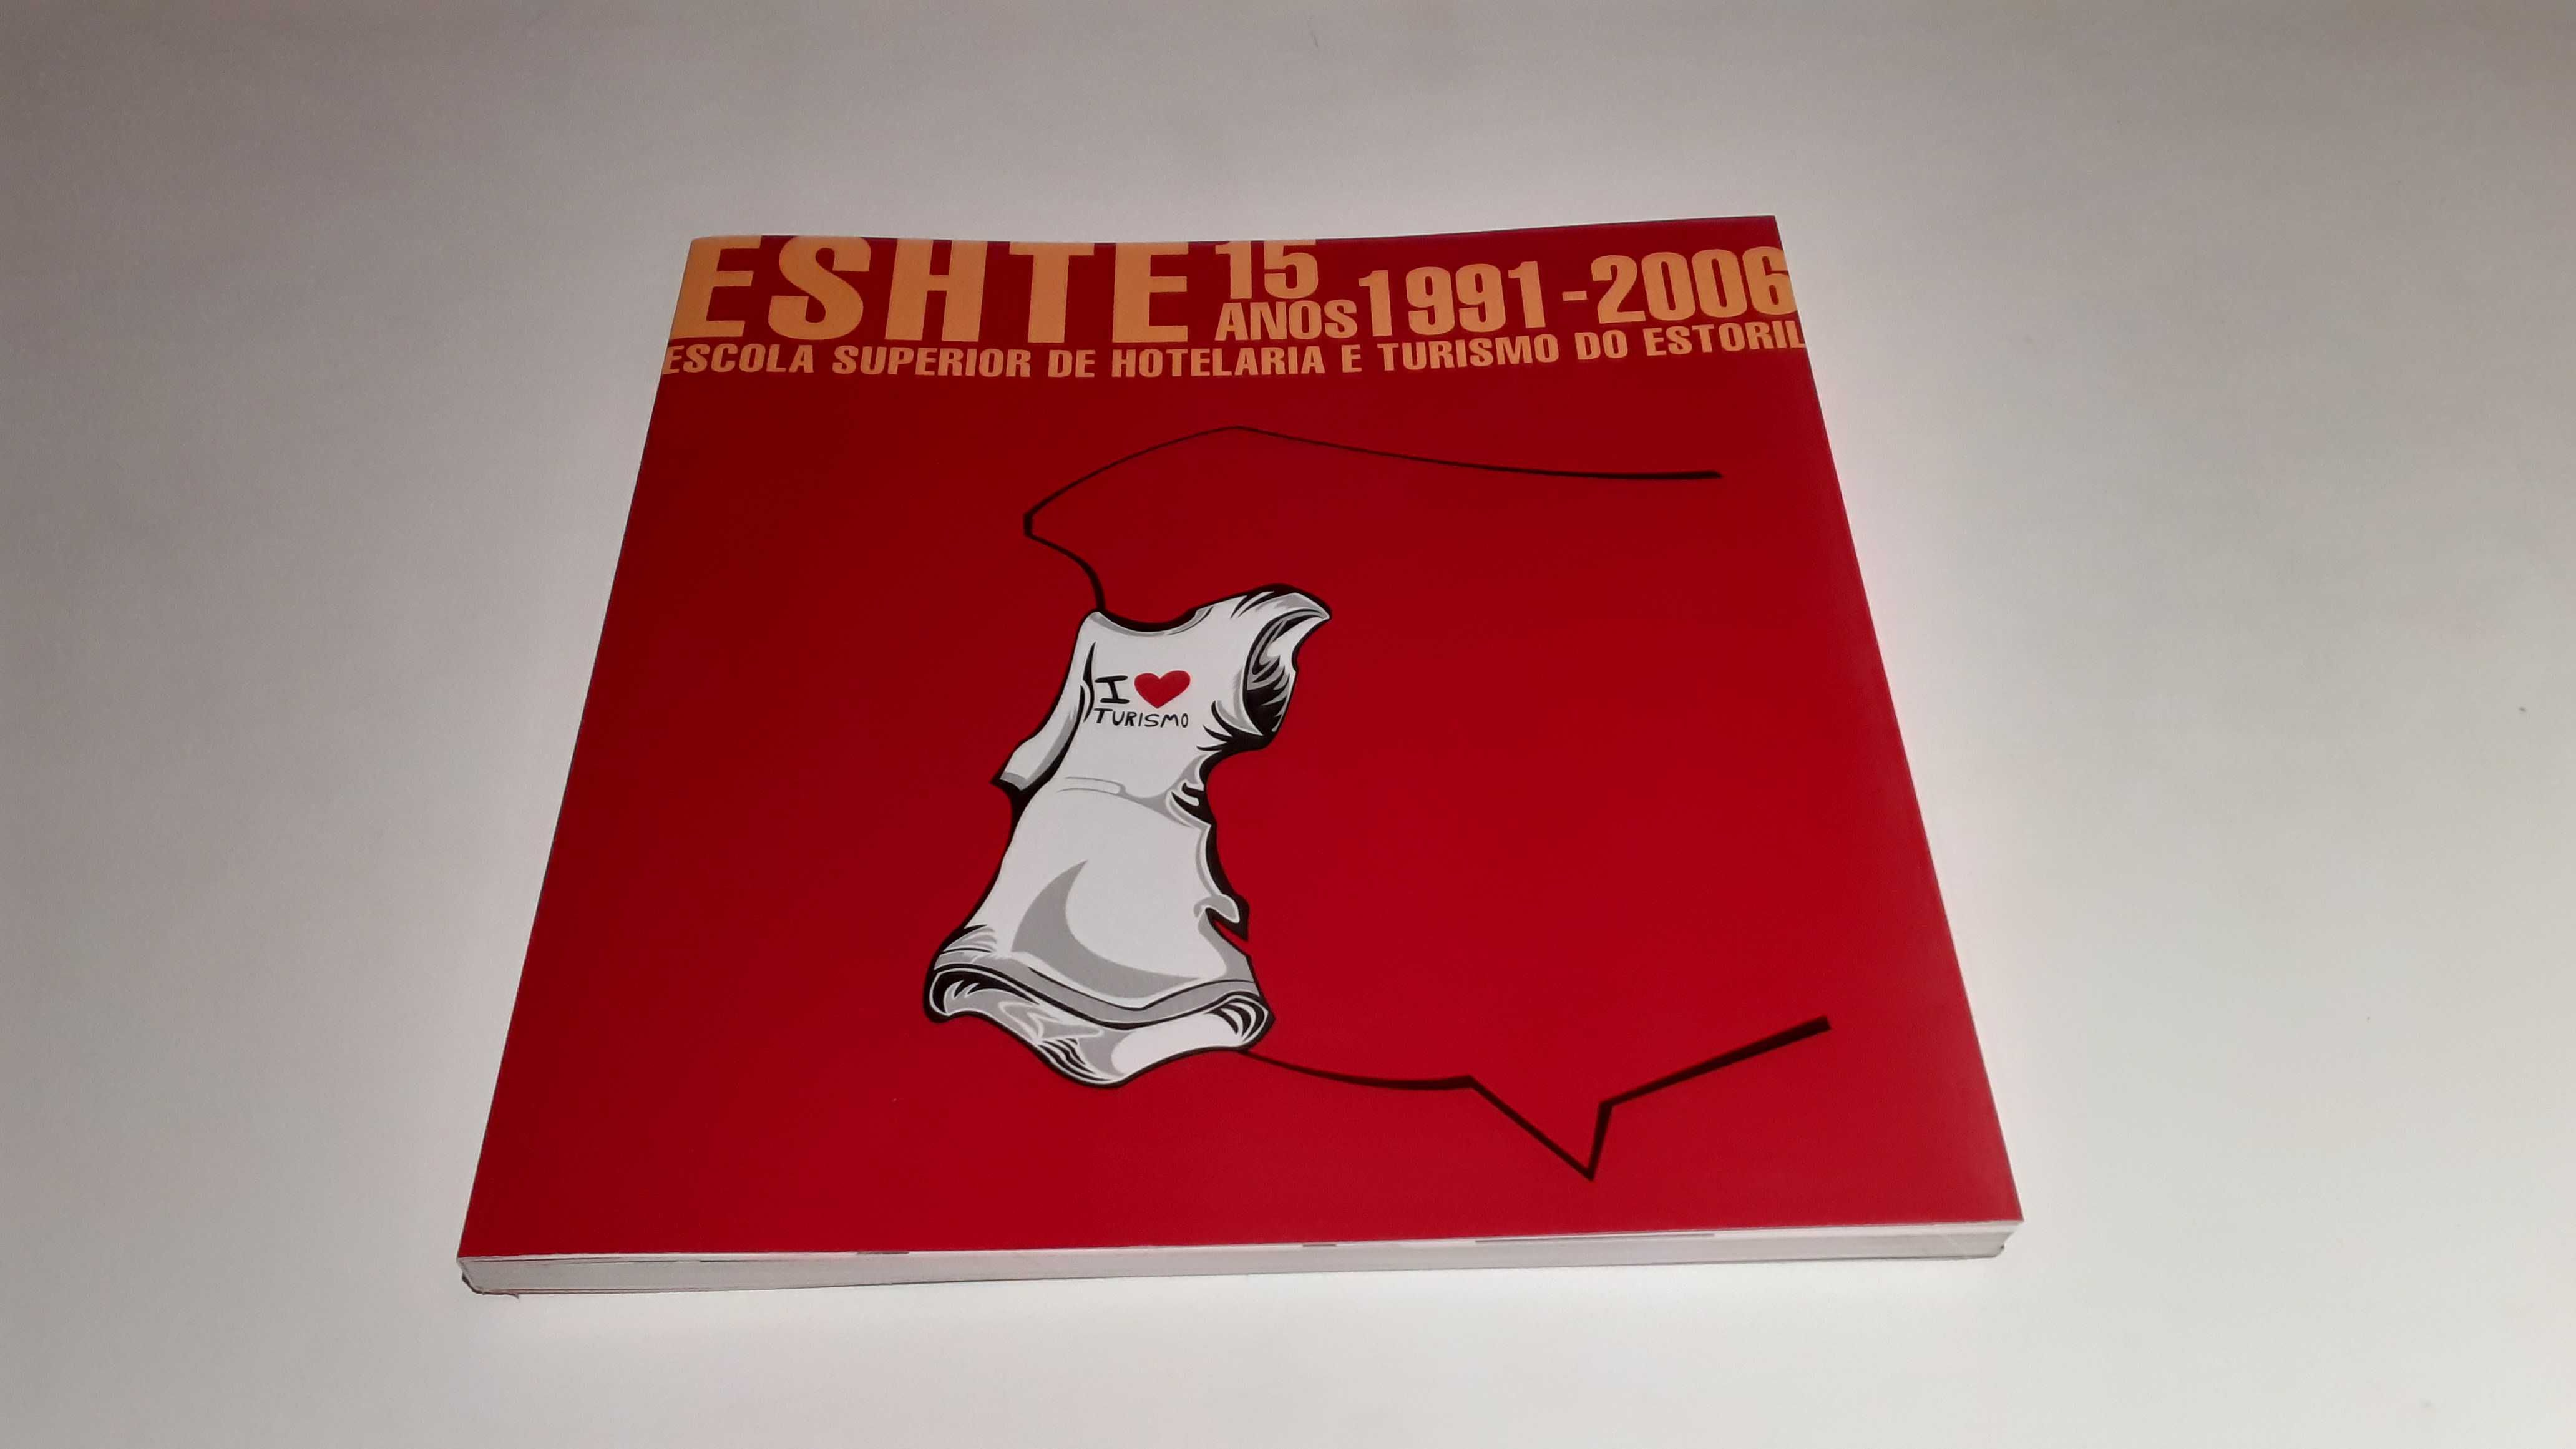 ESHTE 15 ANOS 1991-2006
ESCOLA SUPERIOR DE HOTELARIA E TURISMO DO ESTORIL
I
TURISMO